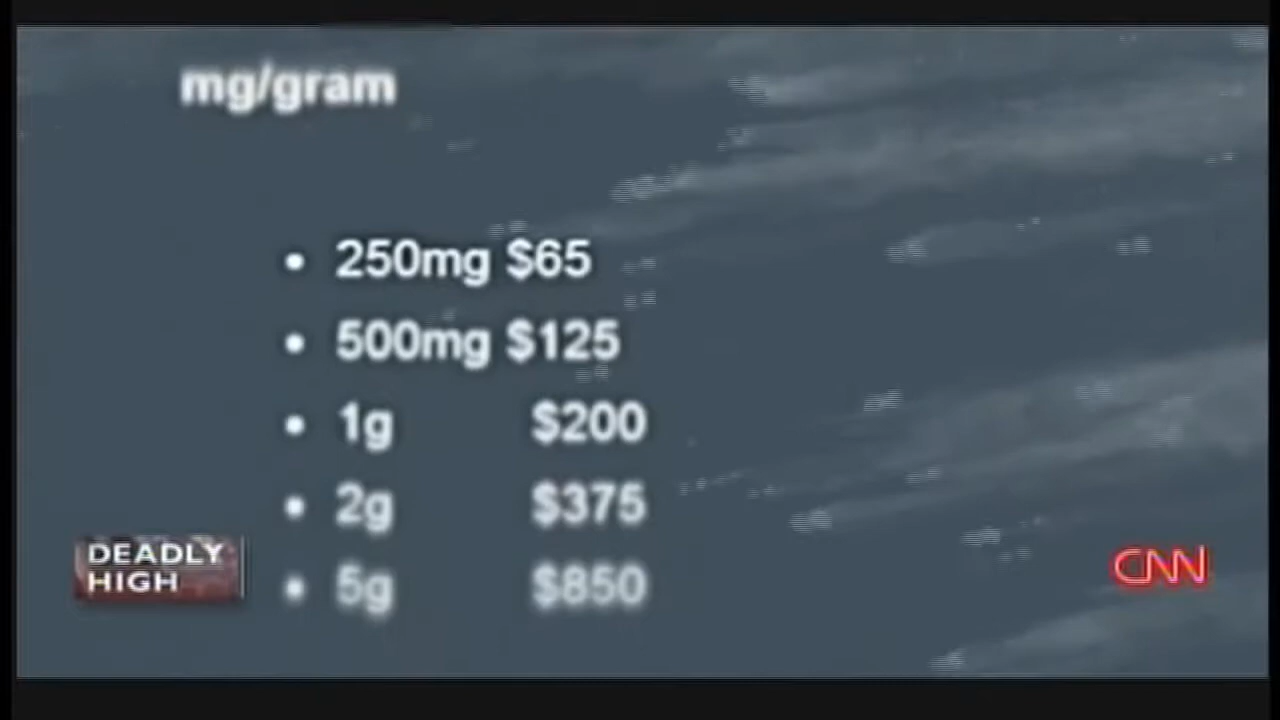 mg/gram
• 250mg $65
• 500mg $125
• 1g $200
• 2g $375
• 5g $850
DEADLY
HIGH
CNN